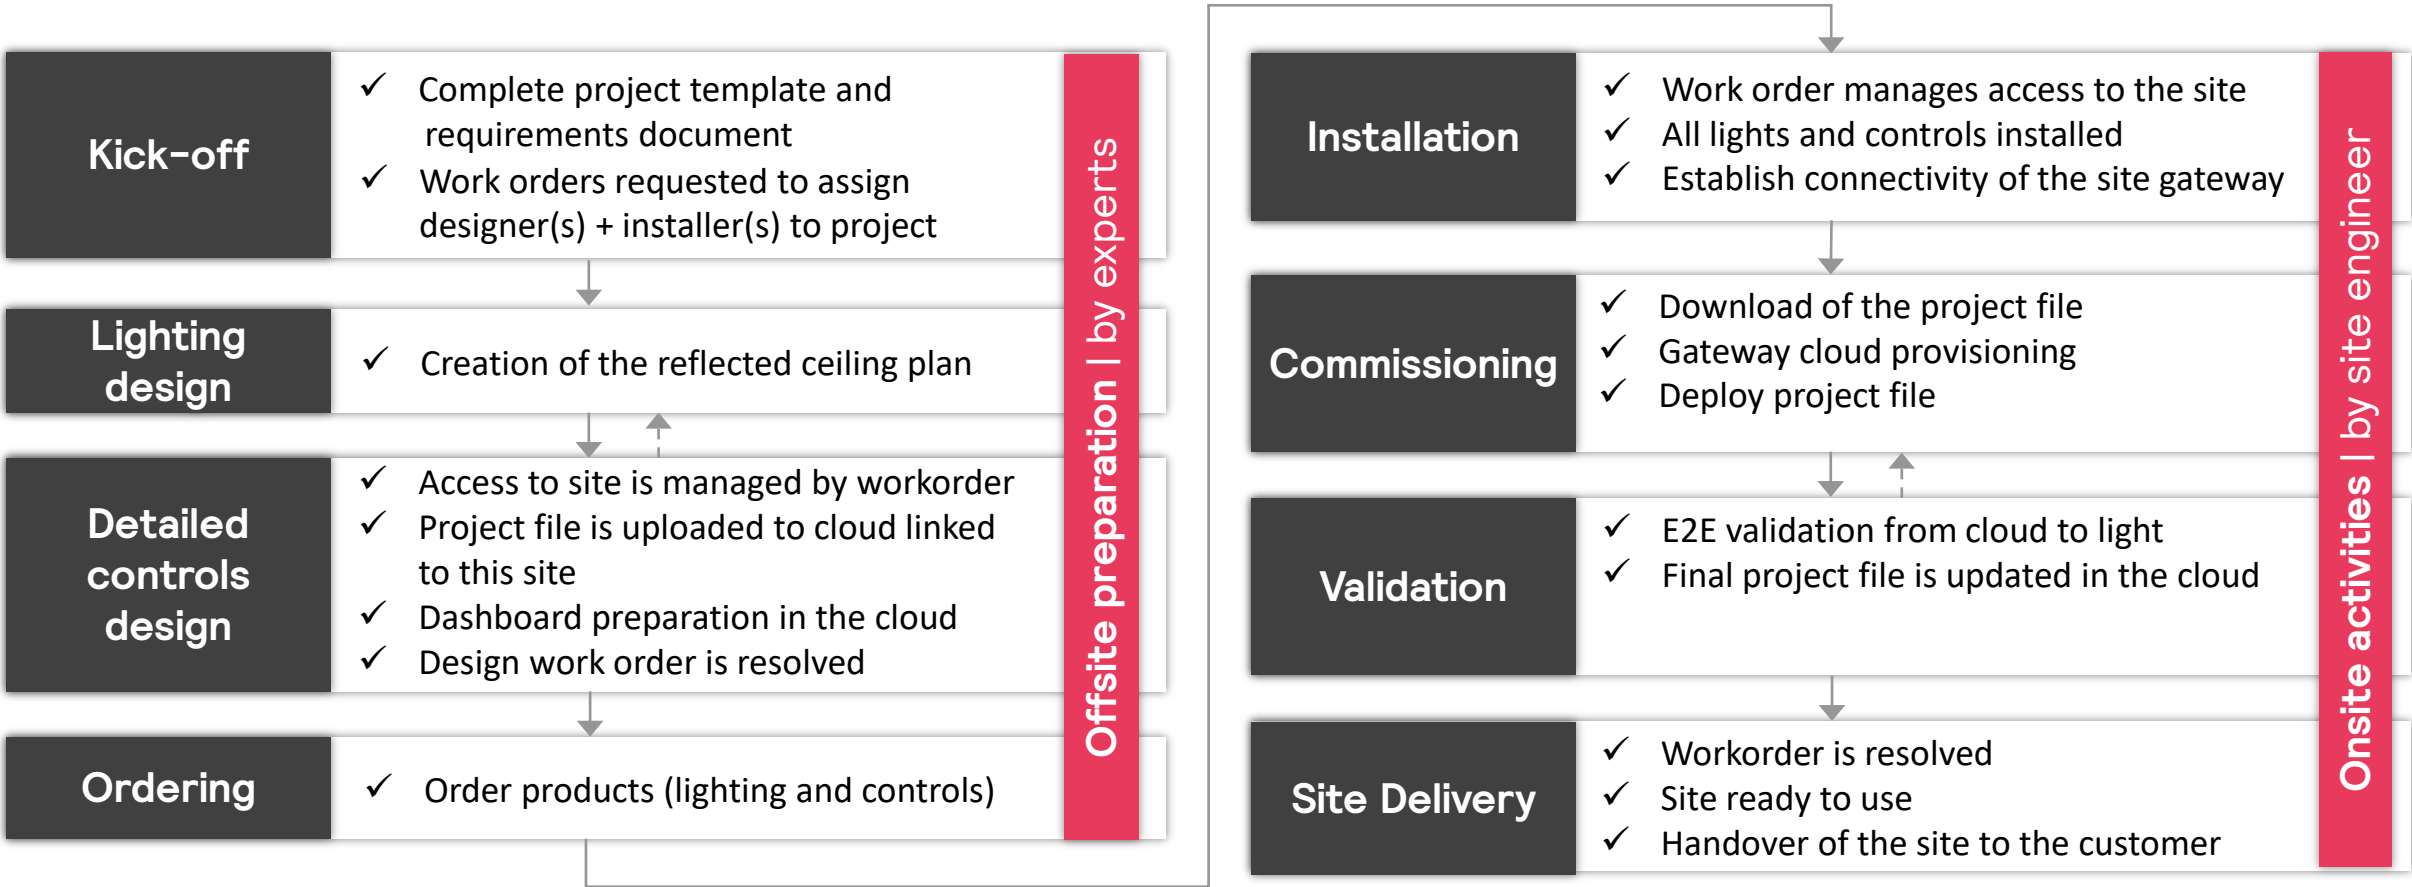 Kick-off
✓ Complete project template and
requirements document
✓ Work orders requested to assign
designer(s) + installer(s) to project
Lighting
design
✓ Creation of the reflected ceiling plan
Detailed
controls
design
✓ Access to site is managed by workorder
✓ Project file is uploaded to cloud linked
to this site
✓ Dashboard preparation in the cloud
✓ Design work order is resolved
Ordering
✓ Order products (lighting and controls)
Offsite preparation | by experts
Installation
✓ Work order manages access to the site
✓ All lights and controls installed
✓ Establish connectivity of the site gateway
Commissioning
✓ Download of the project file
✓ Gateway cloud provisioning
✓ Deploy project file
Validation
✓ E2E validation from cloud to light
✓ Final project file is updated in the cloud
Site Delivery
✓ Workorder is resolved
✓ Site ready to use
✓ Handover of the site to the customer
Onsite activities | by site engineer